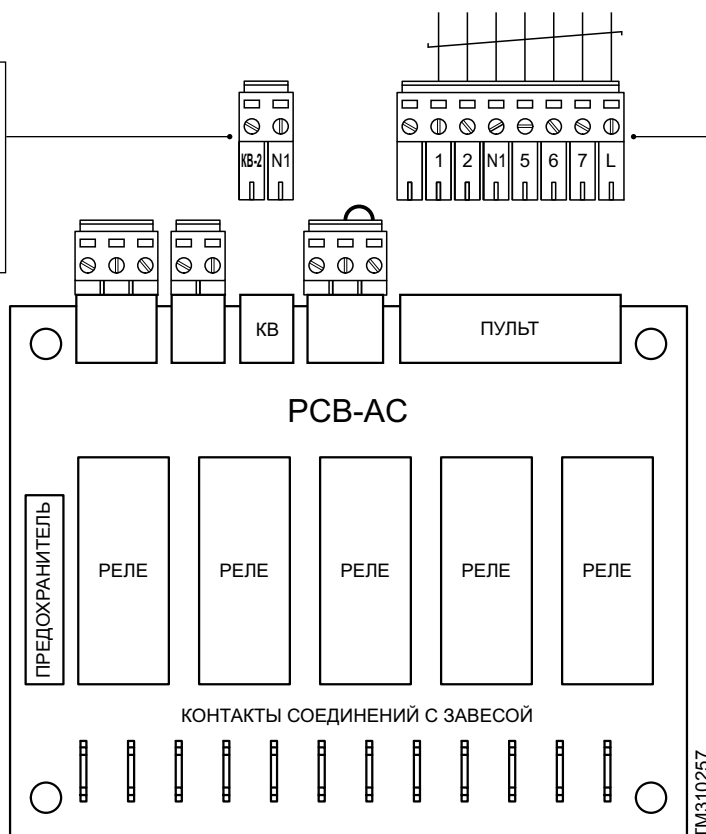 КВ-2 N1
1 2 N1 5 6 7 L
КВ
ПУЛЬТ
PCB-AC
ПРЕДОХРАНИТЕЛЬ
РЕЛЕ РЕЛЕ РЕЛЕ РЕЛЕ РЕЛЕ
КОНТАКТЫ СОЕДИНЕНИЙ С ЗАВЕСОЙ
TM310257